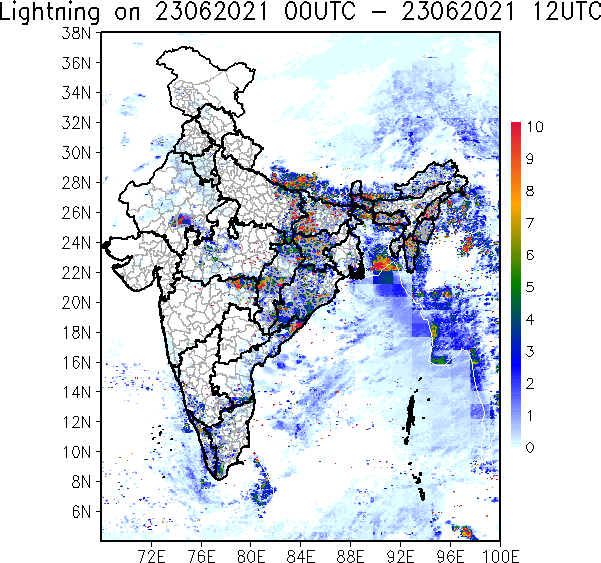 Lightning on 23062021 00UTC – 23062021 12UTC
38N
36N
34N
32N
30N
28N
26N
24N
22N
20N
18N
16N
14N
12N
10N
8N
6N
72E 76E 80E 84E 88E 92E 96E 100E
10
9
8
7
6
5
4
3
2
1
0